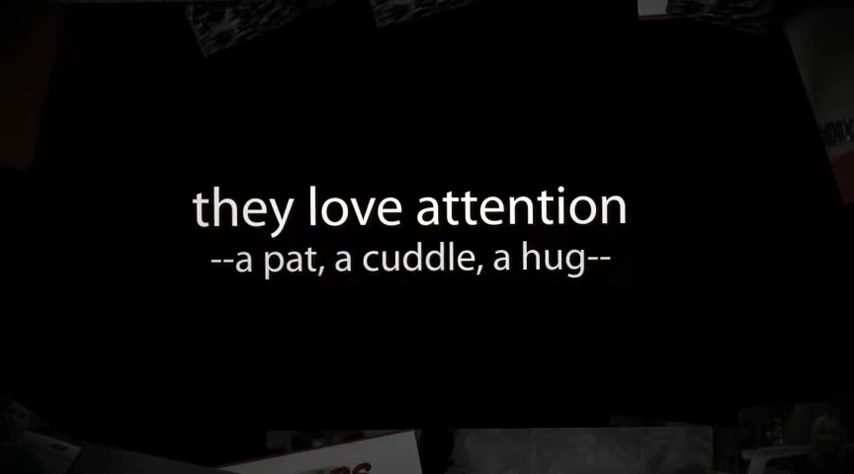 they love attention
--a pat, a cuddle, a hug--